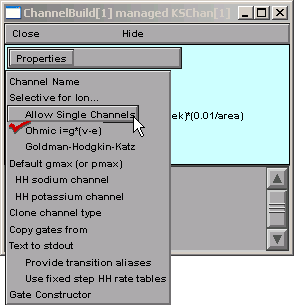 ChannelBuild[1] managed KSChan[1]
Close Hide
Properties
Channel Name
Selective for Ion...
Allow Single Channels
ek)*(0.01/area)
Ohmic i=g*(v-e)
Goldman-Hodgkin-Katz
Default gmax (or pmax)
HH sodium channel
HH potassium channel
Clone channel type
Copy gates from
Text to stdout
Provide transition aliases
Use fixed step HH rate tables
Gate Constructor